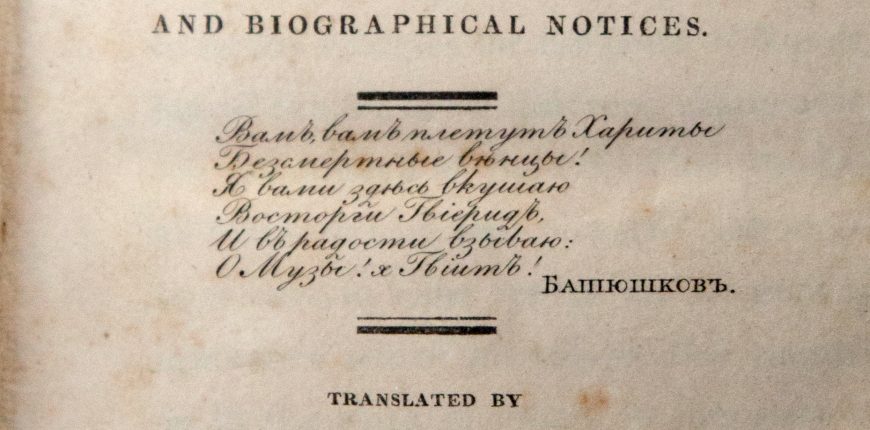 AND BIOGRAPHICAL NOTICES.
Вамъ, вамъ плетутъ Хариты
Безсмертные вѣнцы!
Я вами здѣсь вкушаю
Восторги Піеридъ,
И въ радости взываю:
О Музы! я Піитъ!
Батюшковъ.
TRANSLATED BY